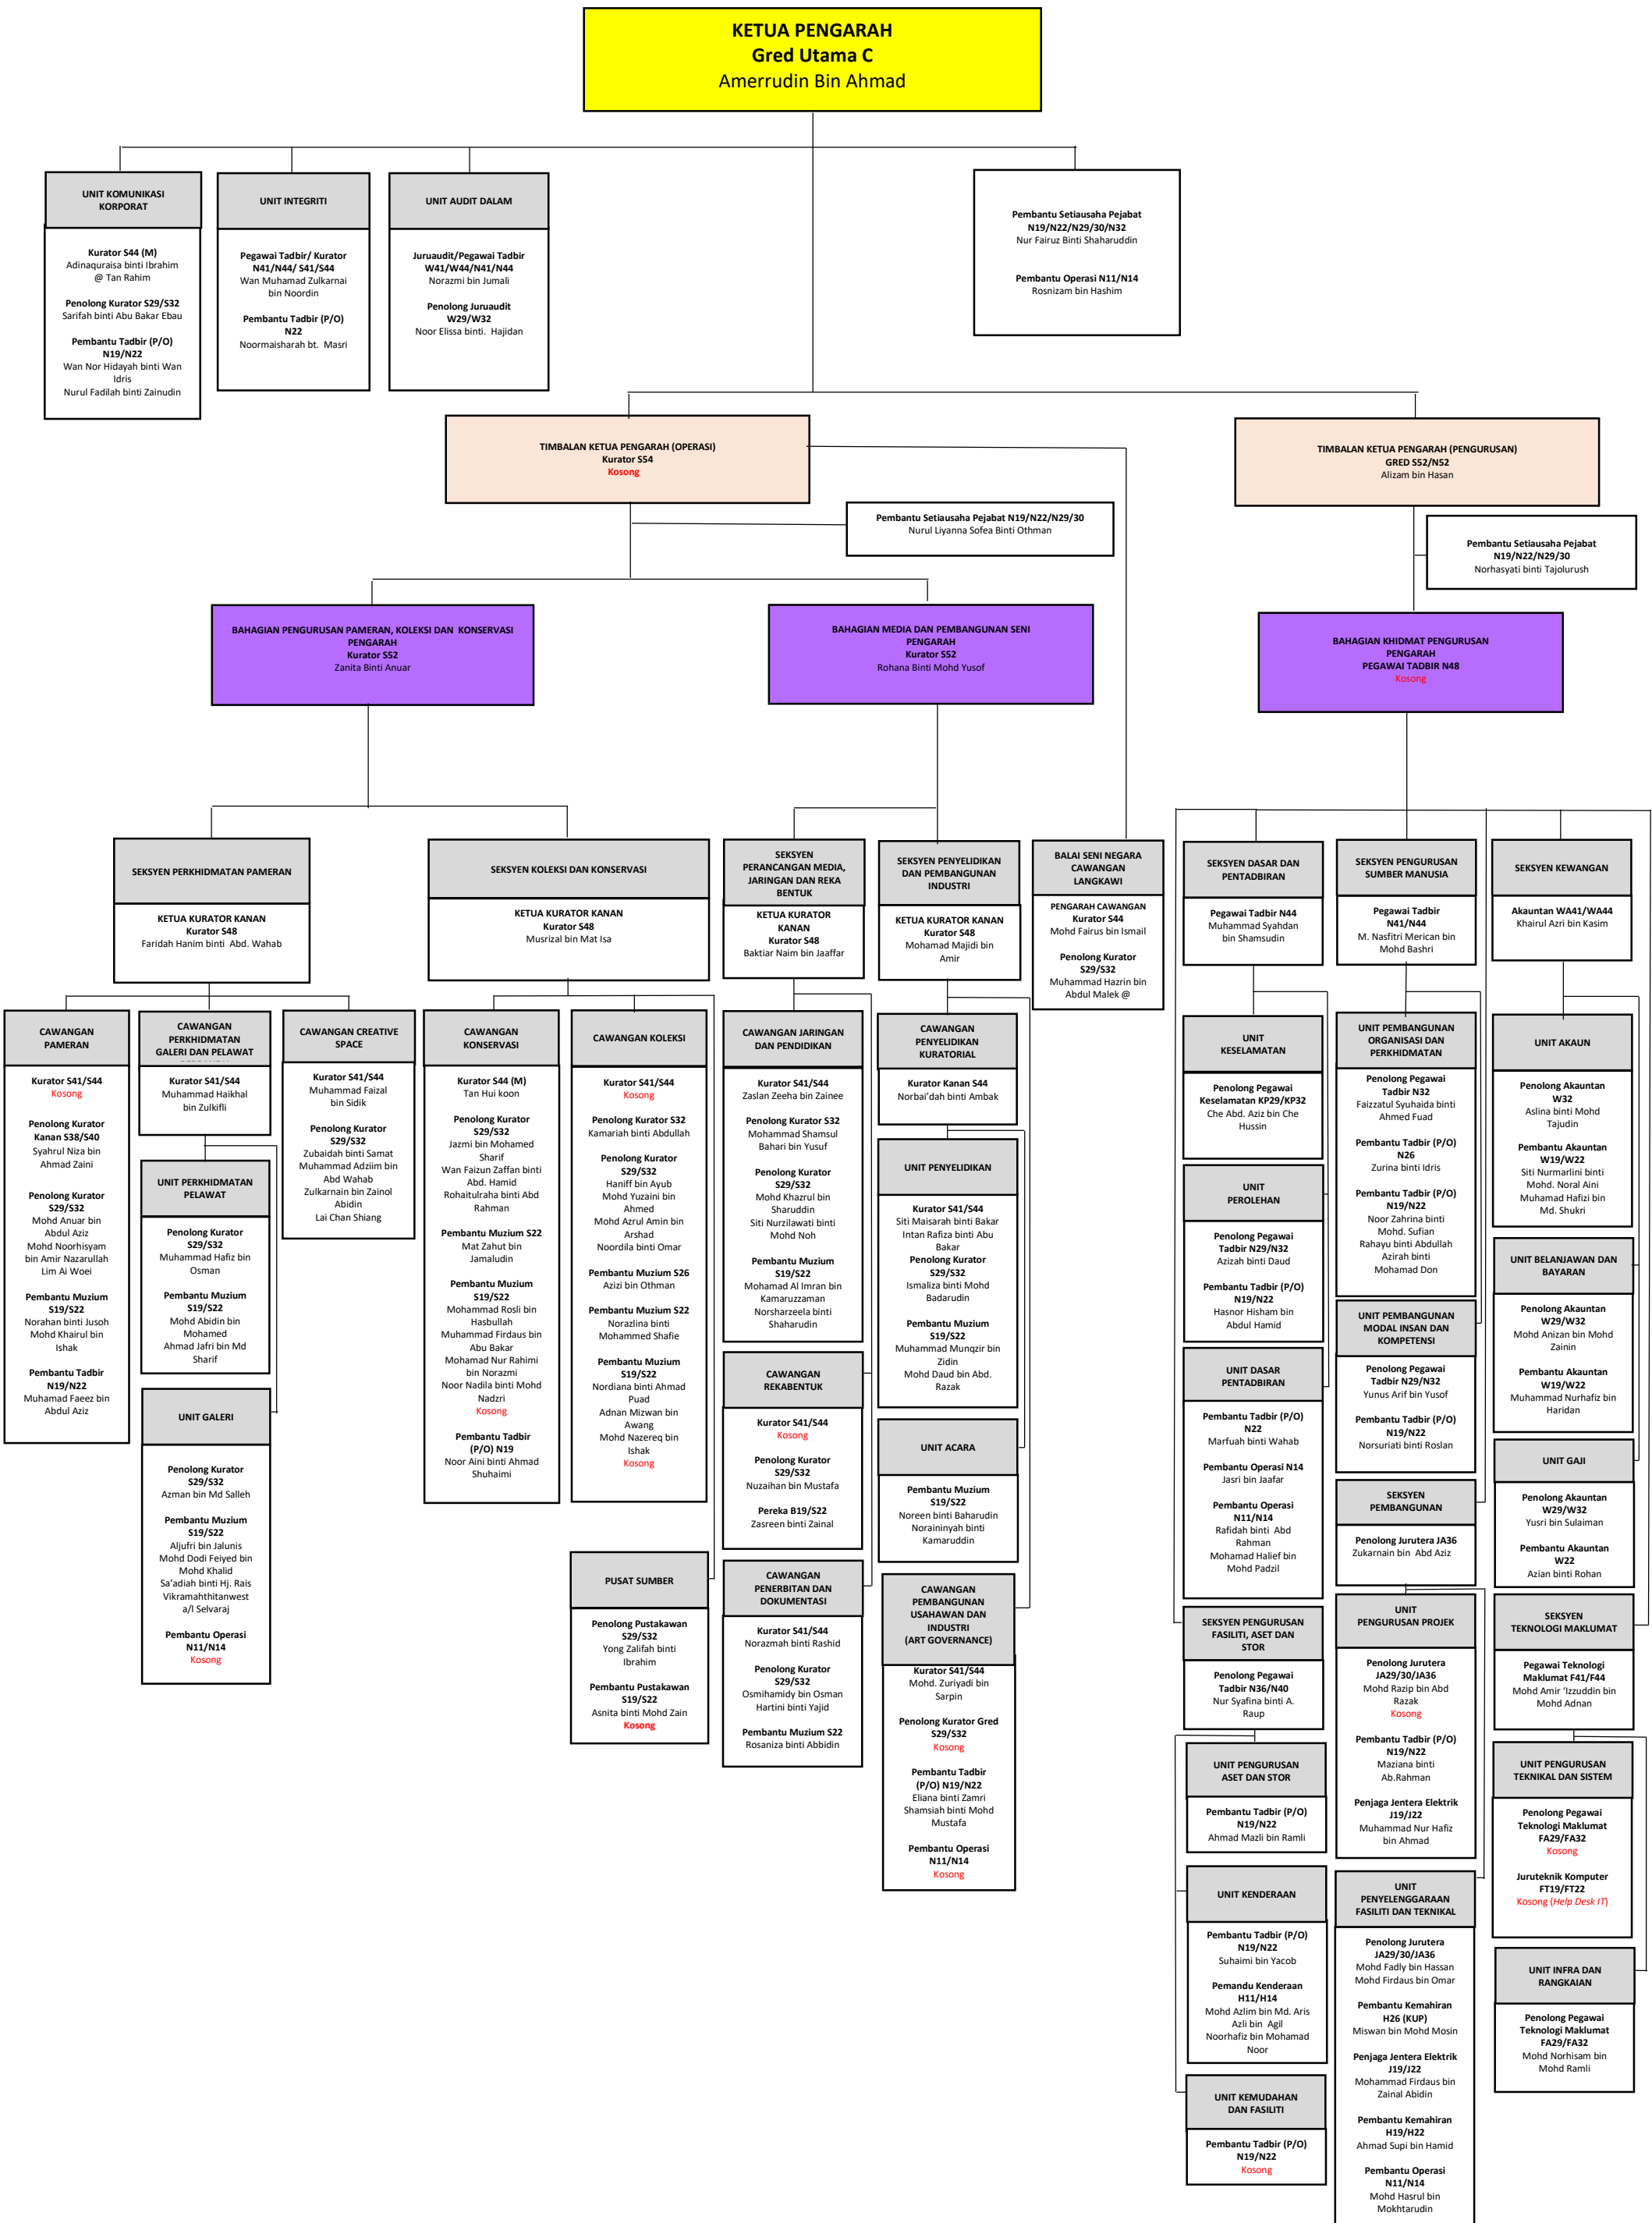 KETUA PENGARAH
Gred Utama C
Amerrudin Bin Ahmad
UNIT KOMUNIKASI
KORPORAT
Kurator S44 (M)
Adinaquraisa binti Ibrahim
@ Tan Rahim
Penolong Kurator S29/S32
Sarifah binti Abu Bakar Ebau
Pembantu Tadbir (P/O)
N19/N22
Wan Nor Hidayah binti Wan
Idris
Nurul Fadilah binti Zainudin
UNIT INTEGRITI
Pegawai Tadbir/ Kurator
N41/N44/ S41/S44
Wan Muhamad Zulkarnai
bin Noordin
Pembantu Tadbir (P/O)
N22
Noormaisharah bt. Masri
UNIT AUDIT DALAM
Juruaudit/Pegawai Tadbir
W41/W44/N41/N44
Norazmi bin Jumali
Penolong Juruaudit
W29/W32
Noor Elissa binti. Hajidan
Pembantu Setiausaha Pejabat
N19/N22/N29/30/N32
Nur Fairuz Binti Shaharuddin
Pembantu Operasi N11/N14
Rosnizam bin Hashim
TIMBALAN KETUA PENGARAH (OPERASI)
Kurator S54
Kosong
TIMBALAN KETUA PENGARAH (PENGURUSAN)
GRED S52/N52
Alizam bin Hasan
Pembantu Setiausaha Pejabat N19/N22/N29/30
Nurul Liyanna Sofea Binti Othman
Pembantu Setiausaha Pejabat
N19/N22/N29/30
Norhasyati binti Tajolurush
BAHAGIAN PENGURUSAN PAMERAN, KOLEKSI DAN KONSERVASI
PENGARAH
Kurator S52
Zanita Binti Anuar
BAHAGIAN MEDIA DAN PEMBANGUNAN SENI
PENGARAH
Kurator S52
Rohana Binti Mohd Yusof
BAHAGIAN KHIDMAT PENGURUSAN
PENGARAH
PEGAWAI TADBIR N48
Kosong
SEKSYEN PERKHIDMATAN PAMERAN
KETUA KURATOR KANAN
Kurator S48
Faridah Hanim binti Abd. Wahab
SEKSYEN KOLEKSI DAN KONSERVASI
KETUA KURATOR KANAN
Kurator S48
Musrizal bin Mat Isa
SEKSYEN
PERANCANGAN MEDIA,
JARINGAN DAN REKA
BENTUK
KETUA KURATOR
KANAN
Kurator S48
Baktiar Naim bin Jaaffar
SEKSYEN PENYELIDIKAN
DAN PEMBANGUNAN
INDUSTRI
KETUA KURATOR KANAN
Kurator S48
Mohamad Majidi bin
Amir
BALAI SENI NEGARA
CAWANGAN
LANGKAWI
PENGARAH CAWANGAN
Kurator S44
Mohd Fairus bin Ismail
Penolong Kurator
S29/S32
Muhammad Hazrin bin
Abdul Malek @
SEKSYEN DASAR DAN
PENTADBIRAN
Pegawai Tadbir N44
Muhammad Syahdan
bin Shamsudin
SEKSYEN PENGURUSAN
SUMBER MANUSIA
Pegawai Tadbir
N41/N44
M. Nasfitri Merican bin
Mohd Bashri
SEKSYEN KEWANGAN
Akauntan WA41/WA44
Khairul Azri bin Kasim
CAWANGAN
PAMERAN
Kurator S41/S44
Kosong
Penolong Kurator
Kanan S38/S40
Syahrul Niza bin
Ahmad Zaini
Penolong Kurator
S29/S32
Mohd Anuar bin
Abdul Aziz
Mohd Noorhisyam
bin Amir Nazarullah
Lim Ai Woei
Pembantu Muzium
S19/S22
Norahan binti Jusoh
Mohd Khairul bin
Ishak
Pembantu Tadbir
N19/N22
Muhamad Faeez bin
Abdul Aziz
CAWANGAN
PERKHIDMATAN
GALERI DAN PELAWAT
Kurator S41/S44
Muhammad Haikhal
bin Zulkifli
UNIT PERKHIDMATAN
PELAWAT
Penolong Kurator
S29/S32
Muhammad Hafiz bin
Osman
Pembantu Muzium
S19/S22
Mohd Abidin bin
Mohamed
Ahmad Jafri bin Md
Sharif
UNIT GALERI
Penolong Kurator
S29/S32
Azman bin Md Salleh
Pembantu Muzium
S19/S22
Aljufri bin Jalunis
Mohd Dodi Feiyed bin
Mohd Khalid
Sa'adiah binti Hj. Rais
Vikramahthitanwest
a/l Selvaraj
Pembantu Operasi
N11/N14
Kosong
CAWANGAN CREATIVE
SPACE
Kurator S41/S44
Muhammad Faizal
bin Sidik
Penolong Kurator
S29/S32
Zubaidah binti Samat
Muhammad Adziim bin
Abd Wahab
Zulkarnain bin Zainol
Abidin
Lai Chan Shiang
CAWANGAN
KONSERVASI
Kurator S44 (M)
Tan Hui koon
Penolong Kurator
S29/S32
Jazmi bin Mohamed
Sharif
Wan Faizun Zaffan binti
Abd. Hamid
Rohaitulraha binti Abd
Rahman
Pembantu Muzium S22
Mat Zahut bin
Jamaludin
Pembantu Muzium
S19/S22
Mohammad Rosli bin
Hasbullah
Muhammad Firdaus bin
Abu Bakar
Mohamad Nur Rahimi
bin Norazmi
Noor Nadila binti Mohd
Nadzri
Kosong
Pembantu Tadbir
(P/O) N19
Noor Aini binti Ahmad
Shuhaimi
CAWANGAN KOLEKSI
Kurator S41/S44
Kosong
Penolong Kurator S32
Kamariah binti Abdullah
Penolong Kurator
S29/S32
Haniff bin Ayub
Mohd Yuzaini bin
Ahmed
Mohd Azrul Amin bin
Arshad
Noordila binti Omar
Pembantu Muzium S26
Azizi bin Othman
Pembantu Muzium S22
Norazlina binti
Mohammed Shafie
Pembantu Muzium
S19/S22
Nordiana binti Ahmad
Puad
Adnan Mizwan bin
Awang
Mohd Nazereq bin
Ishak
Kosong
PUSAT SUMBER
Penolong Pustakawan
S29/S32
Yong Zalifah binti
Ibrahim
Pembantu Pustakawan
S19/S22
Asnita binti Mohd Zain
Kosong
CAWANGAN JARINGAN
DAN PENDIDIKAN
Kurator S41/S44
Zaslan Zeeha bin Zainee
Penolong Kurator S32
Mohammad Shamsul
Bahari bin Yusuf
Penolong Kurator
S29/S32
Mohd Khazrul bin
Sharuddin
Siti Nurzilawati binti
Mohd Noh
Pembantu Muzium
S19/S22
Mohamad Al Imran bin
Kamaruzzaman
Norsharzeela binti
Shaharudin
CAWANGAN
REKABENTUK
Kurator S41/S44
Kosong
Penolong Kurator
S29/S32
Nuzaihan bin Mustafa
Pereka B19/S22
Zasreen binti Zainal
CAWANGAN
PENERBITAN DAN
DOKUMENTASI
Kurator S41/S44
Norazmah binti Rashid
Penolong Kurator
S29/S32
Osmihamidy bin Osman
Hartini binti Yajid
Pembantu Muzium S22
Rosaniza binti Abbidin
CAWANGAN
PENYELIDIKAN
KURATORIAL
Kurator Kanan S44
Norbai'dah binti Ambak
UNIT PENYELIDIKAN
Kurator S41/S44
Siti Maisarah binti Bakar
Intan Rafiza binti Abu
Bakar
Penolong Kurator
S29/S32
Ismaliza binti Mohd
Badarudin
Pembantu Muzium
S19/S22
Muhammad Munqzir bin
Zidin
Mohd Daud bin Abd.
Razak
UNIT ACARA
Pembantu Muzium
S19/S22
Noreen binti Baharudin
Noraininyah binti
Kamaruddin
CAWANGAN
PEMBANGUNAN
USAHAWAN DAN
INDUSTRI
(ART GOVERNANCE)
Kurator S41/S44
Mohd. Zuriyadi bin
Sarpin
Penolong Kurator Gred
S29/S32
Kosong
Pembantu Tadbir
(P/O) N19/N22
Eliana binti Zamri
Shamsiah binti Mohd
Mustafa
Pembantu Operasi
N11/N14
Kosong
UNIT
KESELAMATAN
Penolong Pegawai
Keselamatan KP29/KP32
Che Abd. Aziz bin Che
Hussin
UNIT
PEROLEHAN
Penolong Pegawai
Tadbir N29/N32
Azizah binti Daud
Pembantu Tadbir (P/O)
N19/N22
Hasnor Hisham bin
Abdul Hamid
UNIT DASAR
PENTADBIRAN
Pembantu Tadbir (P/O)
N22
Marfuah binti Wahab
Pembantu Operasi N14
Jasri bin Jaafar
Pembantu Operasi
N11/N14
Rafidah binti Abd
Rahman
Mohamad Halief bin
Mohd Padzil
SEKSYEN PENGURUSAN
FASILITI, ASET DAN
STOR
Penolong Pegawai
Tadbir N36/N40
Nur Syafina binti A.
Raup
UNIT PENGURUSAN
ASET DAN STOR
Pembantu Tadbir (P/O)
N19/N22
Ahmad Mazli bin Ramli
UNIT KENDERAAN
Pembantu Tadbir (P/O)
N19/N22
Suhaimi bin Yacob
Pemandu Kenderaan
H11/H14
Mohd Azlim bin Md. Aris
Azli bin Agil
Noorhafiz bin Mohamad
Noor
UNIT KEMUDAHAN
DAN FASILITI
Pembantu Tadbir (P/O)
N19/N22
Kosong
UNIT PEMBANGUNAN
ORGANISASI DAN
PERKHIDMATAN
Penolong Pegawai
Tadbir N32
Faizzatul Syuhaida binti
Ahmed Fuad
Pembantu Tadbir (P/O)
N26
Zurina binti Idris
Pembantu Tadbir (P/O)
N19/N22
Noor Zahrina binti
Mohd. Sufian
Rahayu binti Abdullah
Azirah binti
Mohamad Don
UNIT PEMBANGUNAN
MODAL INSAN DAN
KOMPETENSI
Penolong Pegawai
Tadbir N29/N32
Yunus Arif bin Yusof
Pembantu Tadbir (P/O)
N19/N22
Norsuriati binti Roslan
SEKSYEN
PEMBANGUNAN
Penolong Jurutera JA36
Zukarnain bin Abd Aziz
UNIT
PENGURUSAN PROJEK
Penolong Jurutera
JA29/30/JA36
Mohd Razip bin Abd
Razak
Kosong
Pembantu Tadbir (P/O)
N19/N22
Maziana binti
Ab.Rahman
Penjaga Jentera Elektrik
J19/J22
Muhammad Nur Hafiz
bin Ahmad
UNIT
PENYELENGGARAAN
FASILITI DAN TEKNIKAL
Penolong Jurutera
JA29/30/JA36
Mohd Fadly bin Hassan
Mohd Firdaus bin Omar
Pembantu Kemahiran
H26 (KUP)
Miswan bin Mohd Mosin
Penjaga Jentera Elektrik
J19/J22
Mohammad Firdaus bin
Zainal Abidin
Pembantu Kemahiran
H19/H22
Ahmad Supi bin Hamid
Pembantu Operasi
N11/N14
Mohd Hasrul bin
Mokhtarudin
UNIT AKAUN
Penolong Akauntan
W32
Aslina binti Mohd
Tajudin
Pembantu Akauntan
W19/W22
Siti Nurmarlini binti
Mohd. Noral Aini
Muhamad Hafizi bin
Md. Shukri
UNIT BELANJAWAN DAN
BAYARAN
Penolong Akauntan
W29/W32
Mohd Anizan bin Mohd
Zainin
Pembantu Akauntan
W19/W22
Muhammad Nurhafiz bin
Haridan
UNIT GAJI
Penolong Akauntan
W29/W32
Yusri bin Sulaiman
Pembantu Akauntan
W22
Azian binti Rohan
SEKSYEN
TEKNOLOGI MAKLUMAT
Pegawai Teknologi
Maklumat F41/F44
Mohd Amir 'Izzuddin bin
Mohd Adnan
UNIT PENGURUSAN
TEKNIKAL DAN SISTEM
Penolong Pegawai
Teknologi Maklumat
FA29/FA32
Kosong
Juruteknik Komputer
FT19/FT22
Kosong (Help Desk IT)
UNIT INFRA DAN
RANGKAIAN
Penolong Pegawai
Teknologi Maklumat
FA29/FA32
Mohd Norhisam bin
Mohd Ramli